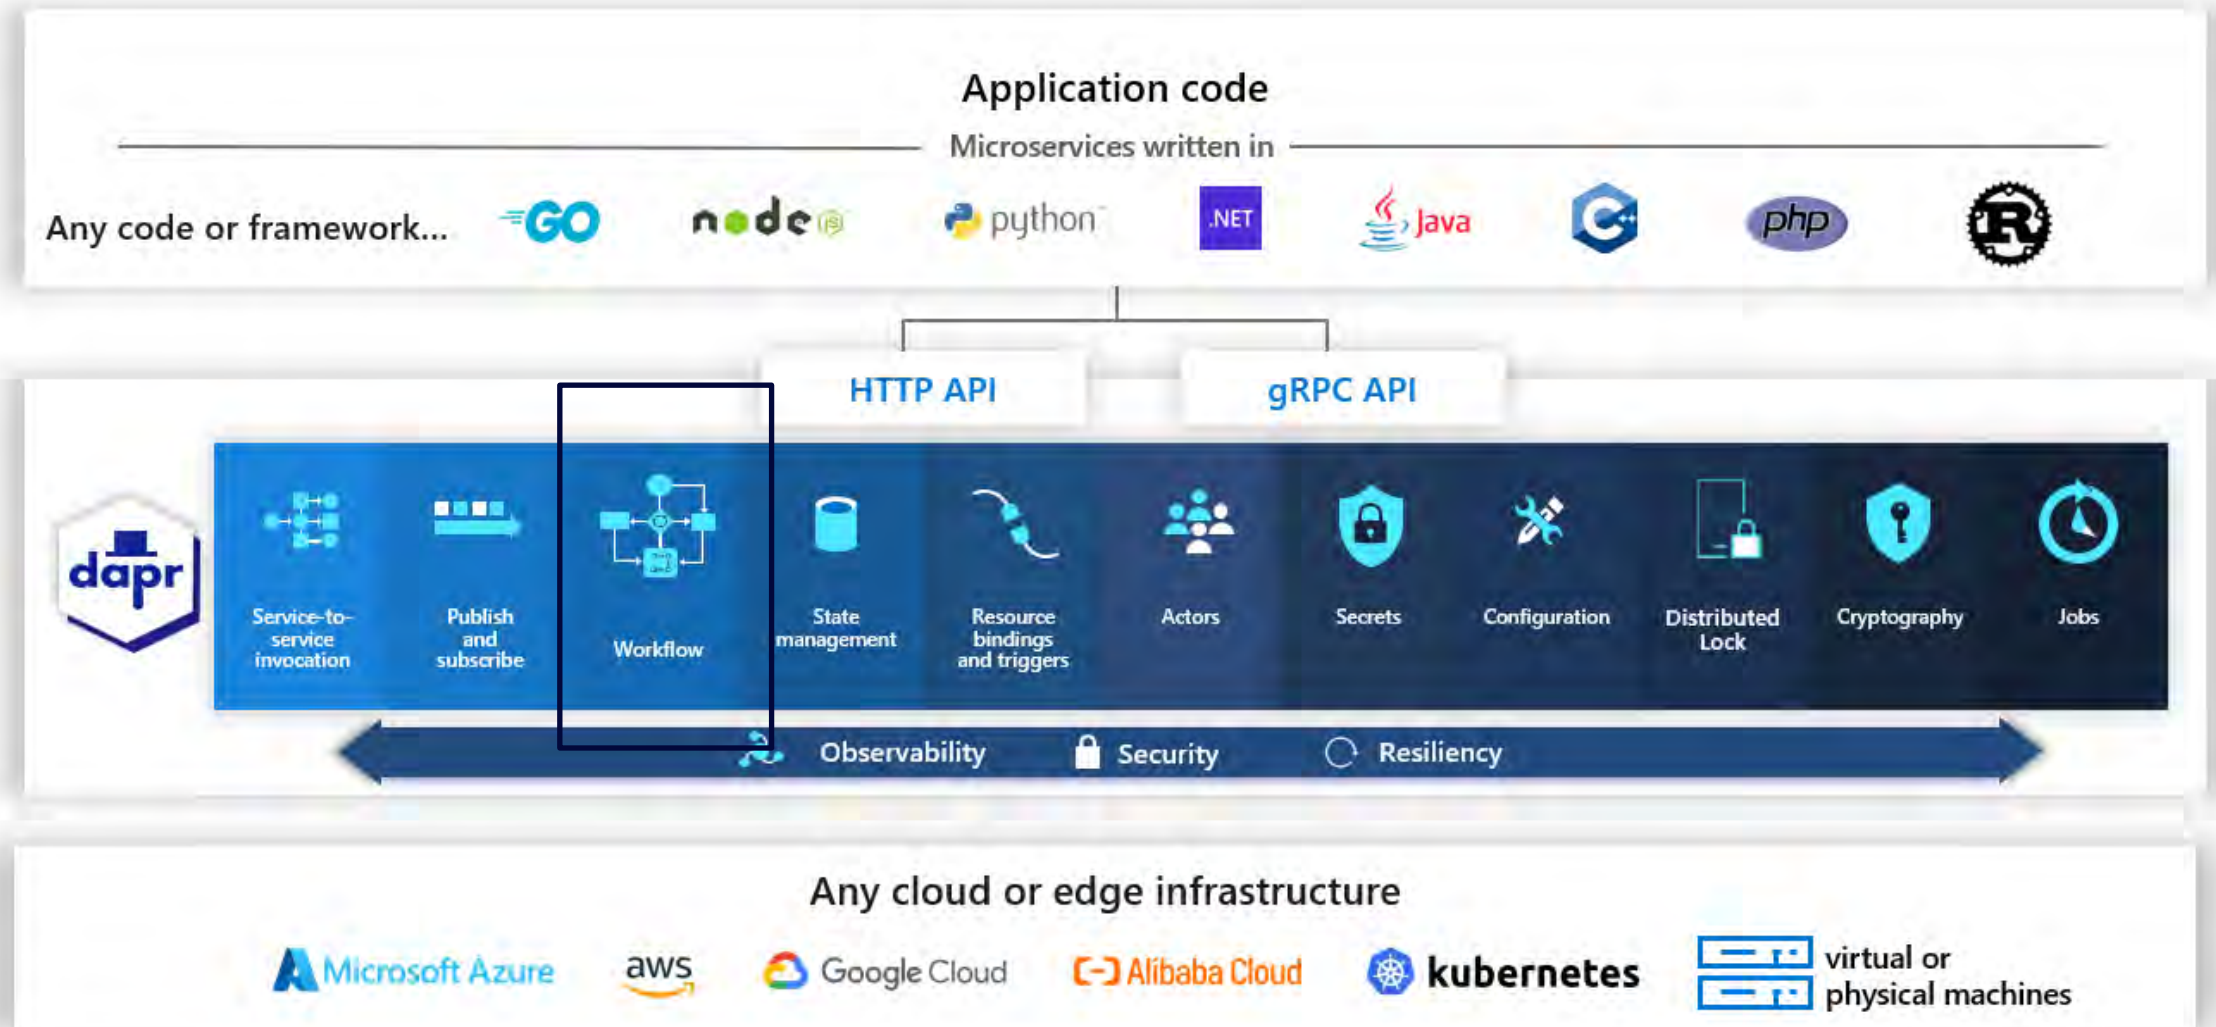 Application code
Microservices written in
Any code or framework...
GO
node
JS
python
.NET
Java
C++
php
R
HTTP API
gRPC API
dapr
Service-to-
service
invocation
Publish
and
subscribe
Workflow
State
management
Resource
bindings
and triggers
Actors
Secrets
Configuration
Distributed
Lock
Cryptography
Jobs
Observability
Security
Resiliency
Any cloud or edge infrastructure
Microsoft Azure
aws
Google Cloud
Alibaba Cloud
kubernetes
virtual or
physical machines